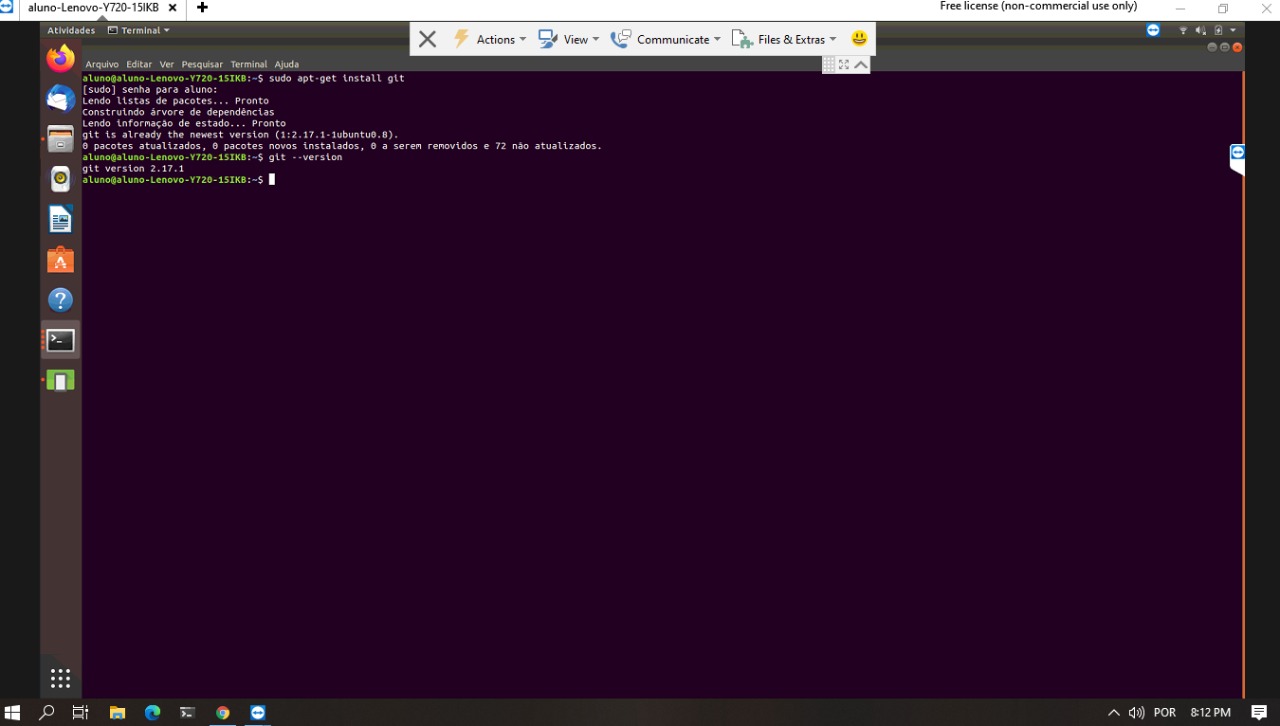 aluno-Lenovo-Y720-15IKB
Free license (non-commercial use only)
Atividades Terminal
Actions View Communicate Files & Extras
Arquivo Editar Ver Pesquisar Terminal Ajuda
aluno@aluno-Lenovo-Y720-15IKB:~$ sudo apt-get install git
[sudo] senha para aluno:
Lendo listas de pacotes... Pronto
Construindo árvore de dependências
Lendo informação de estado... Pronto
git is already the newest version (1:2.17.1-1ubuntu0.8).
0 pacotes atualizados, 0 pacotes novos instalados, 0 a serem removidos e 72 não atualizados.
aluno@aluno-Lenovo-Y720-15IKB:~$ git --version
git version 2.17.1
aluno@aluno-Lenovo-Y720-15IKB:~$
POR 8:12 PM